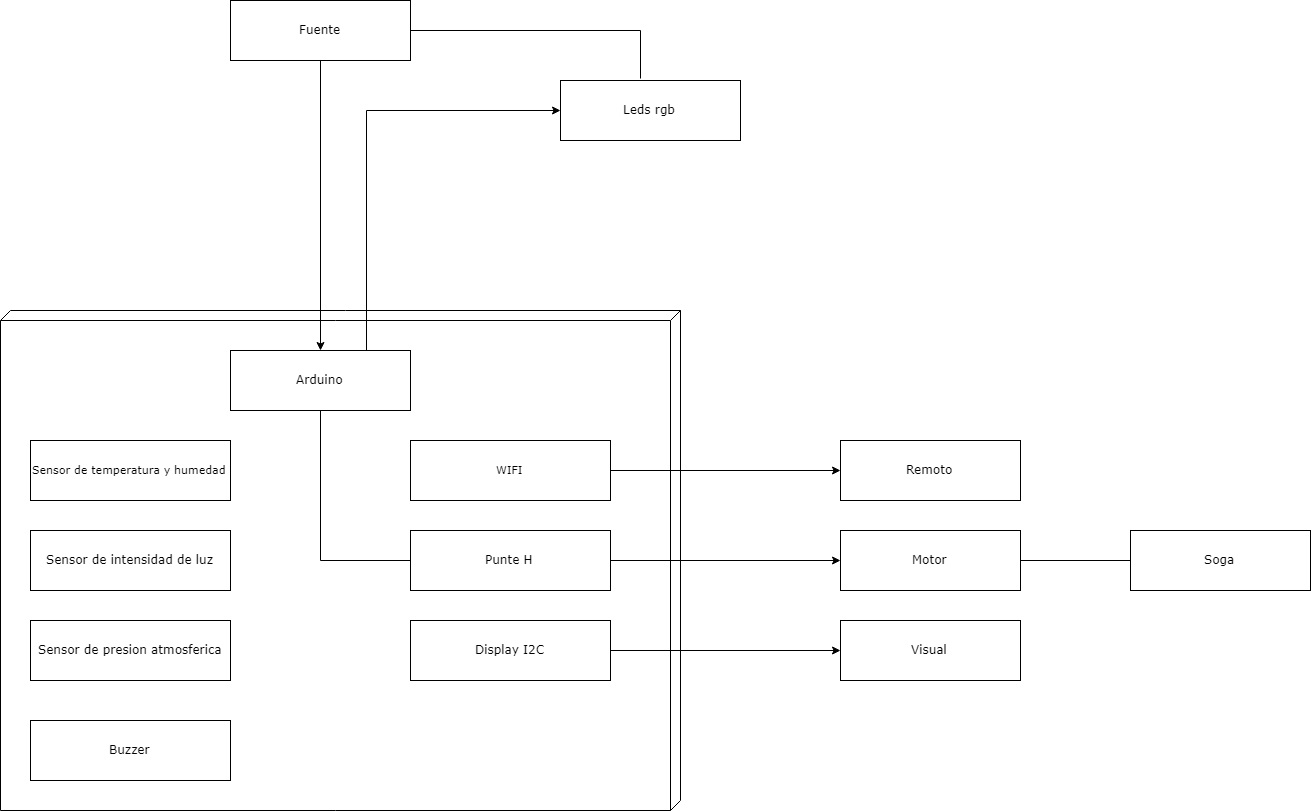 Fuente
Leds rgb
Arduino
Sensor de temperatura y humedad
WIFI
Remoto
Sensor de intensidad de luz
Punte H
Motor
Soga
Sensor de presion atmosferica
Display I2C
Visual
Buzzer